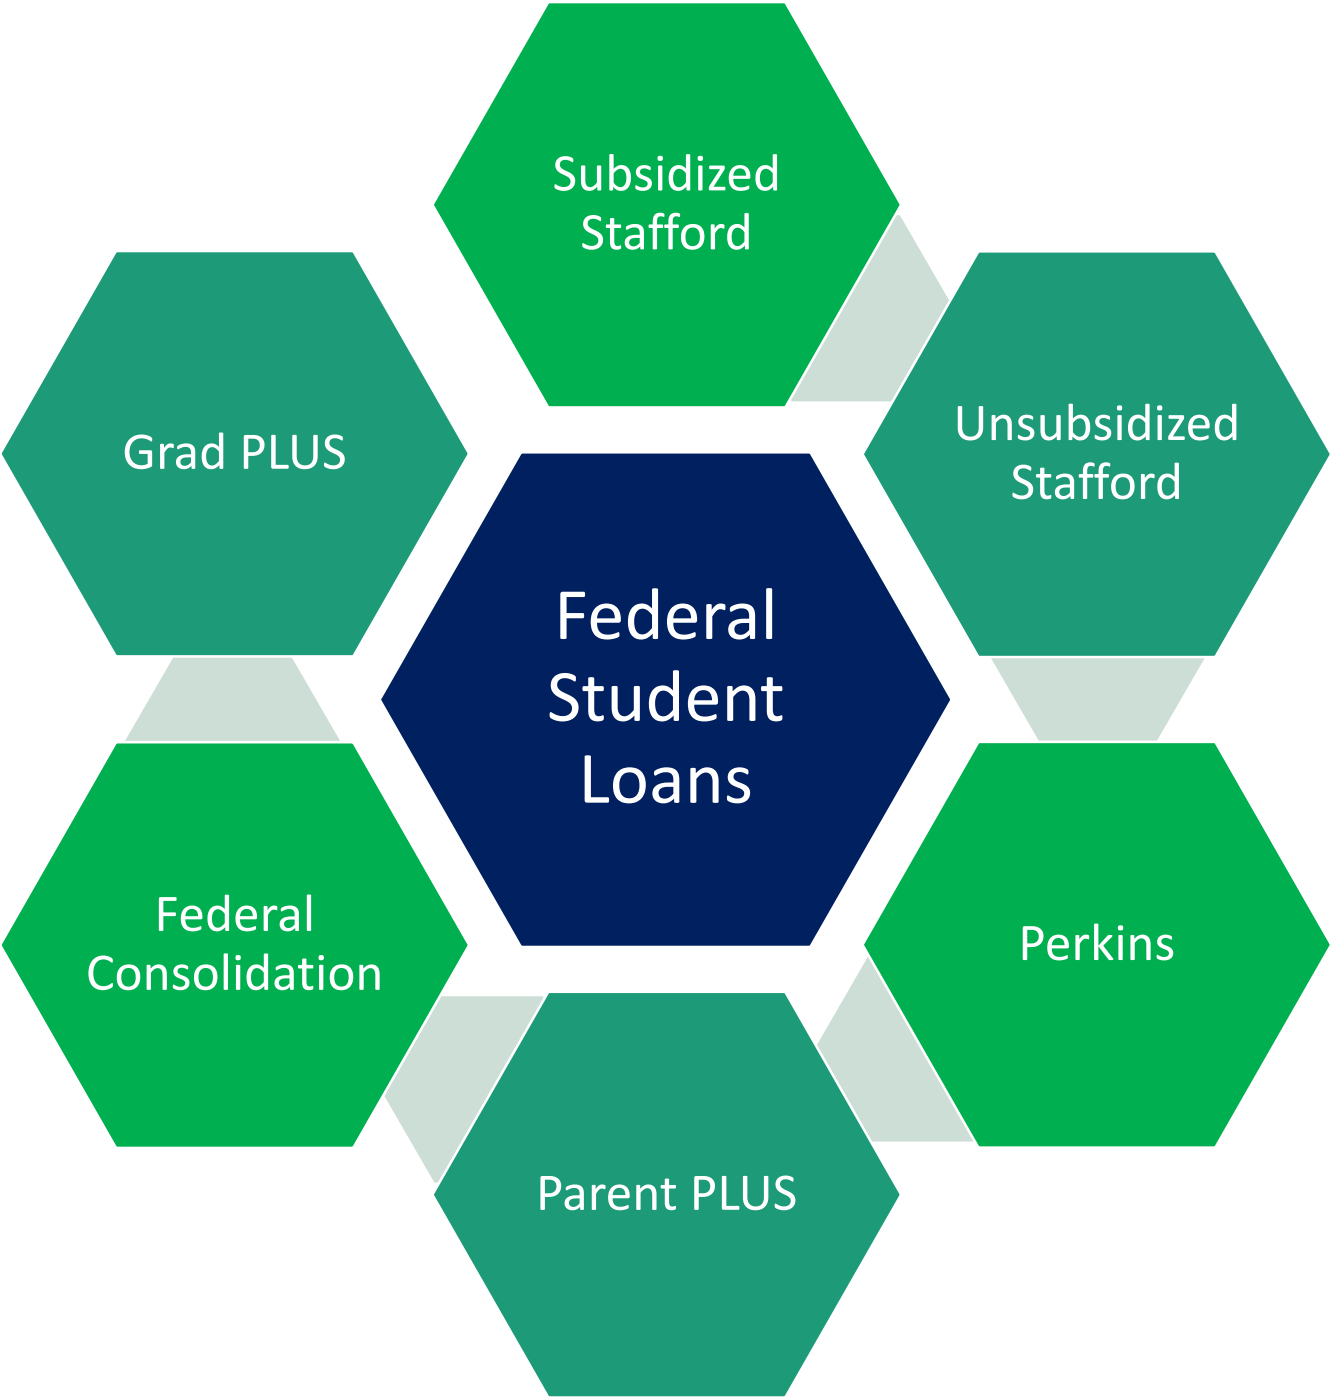 Subsidized
Stafford
Unsubsidized
Stafford
Perkins
Parent PLUS
Federal
Consolidation
Grad PLUS
Federal
Student
Loans